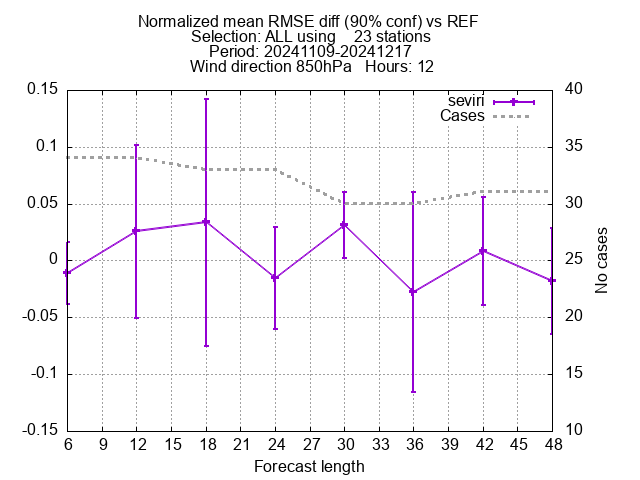 Normalized mean RMSE diff (90% conf) vs REF
Selection: ALL using    23 stations
Period: 20241109-20241217
Wind direction 850hPa   Hours: 12
seviri
Cases
0.15
0.1
0.05
0
-0.05
-0.1
-0.15
40
35
30
25
20
15
10
No cases
6 9 12 15 18 21 24 27 30 33 36 39 42 45 48
Forecast length